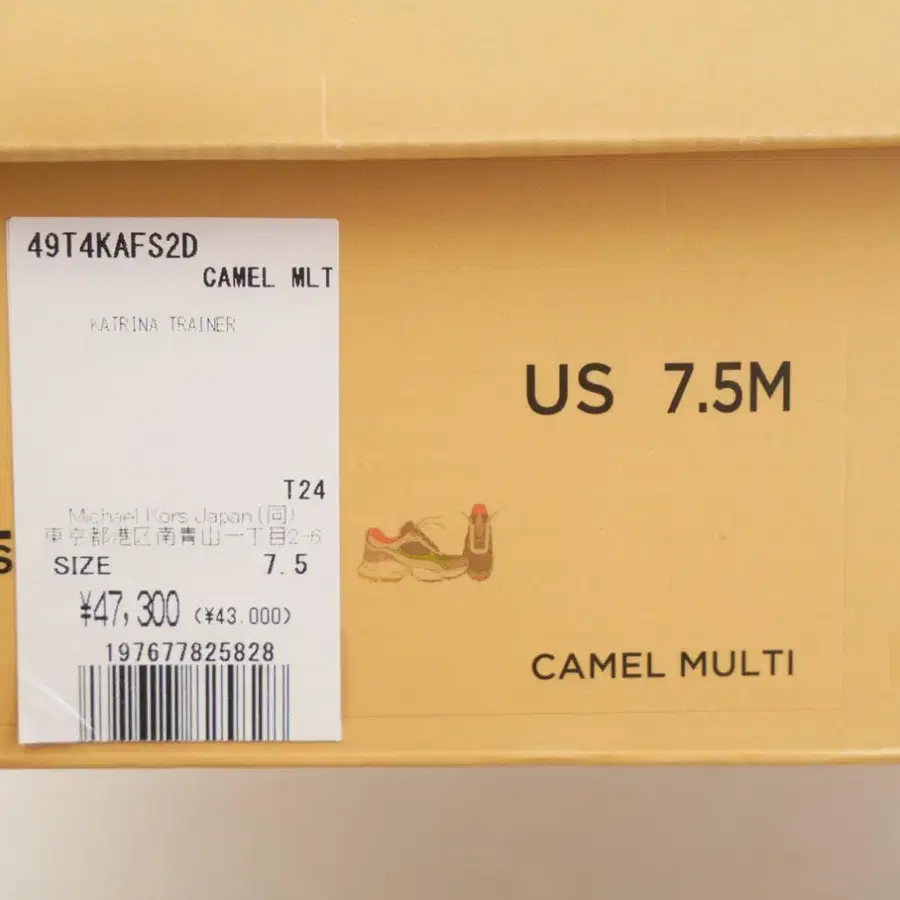 49T4KAFS2D
CAMEL MLT
KATRINA TRAINER
T24
Michael Kors Japan (同)
東京都港区南青山一丁目2-6
SIZE 7.5
¥47,300 (¥43.000)
197677825828
US 7.5M
CAMEL MULTI